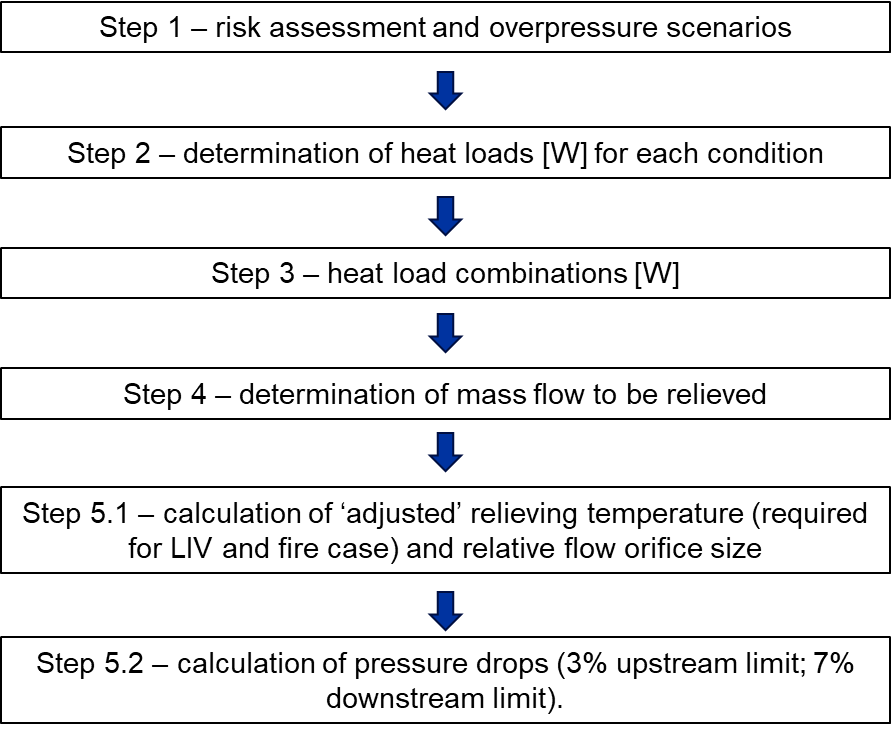 Step 1 – risk assessment and overpressure scenarios
Step 2 – determination of heat loads [W] for each condition
Step 3 – heat load combinations [W]
Step 4 – determination of mass flow to be relieved
Step 5.1 – calculation of ‘adjusted’ relieving temperature (required
for LIV and fire case) and relative flow orifice size
Step 5.2 – calculation of pressure drops (3% upstream limit; 7%
downstream limit).